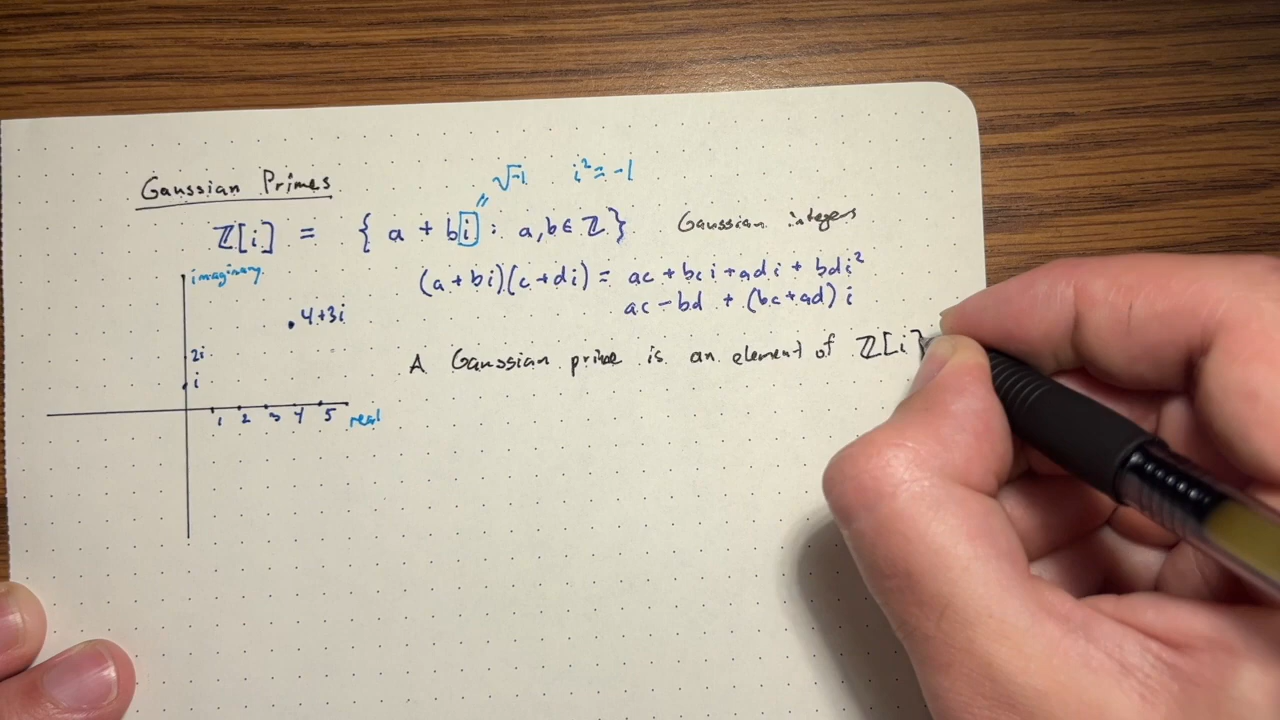 Gaussian Primes
√-1 i² = -1
ℤ[i] = { a + bi : a, b ∈ ℤ } Gaussian integers
(a + bi)(c + di) = ac + bci + adi + bdi²
ac - bd + (bc + ad) i
A Gaussian prime is an element of ℤ[i]
imaginary
4+3i
2i
i
1 2 3 4 5 real